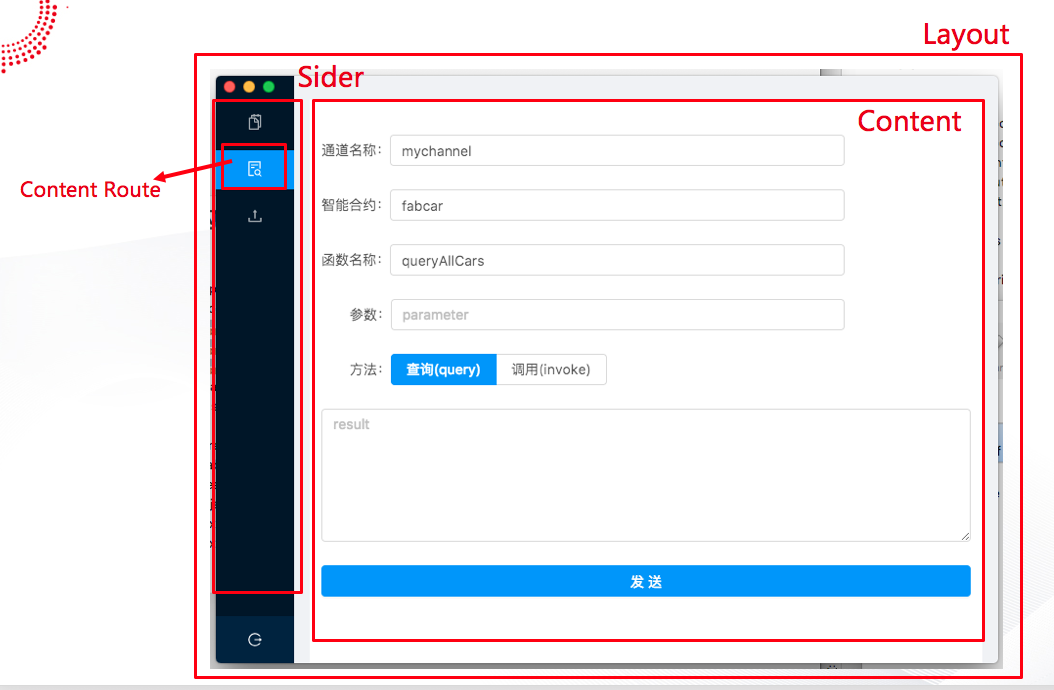 Layout
Sider
Content
通道名称： mychannel
Content Route
智能合约： fabcar
函数名称： queryAllCars
参数： parameter
方法： 查询(query) 调用(invoke)
result
发 送